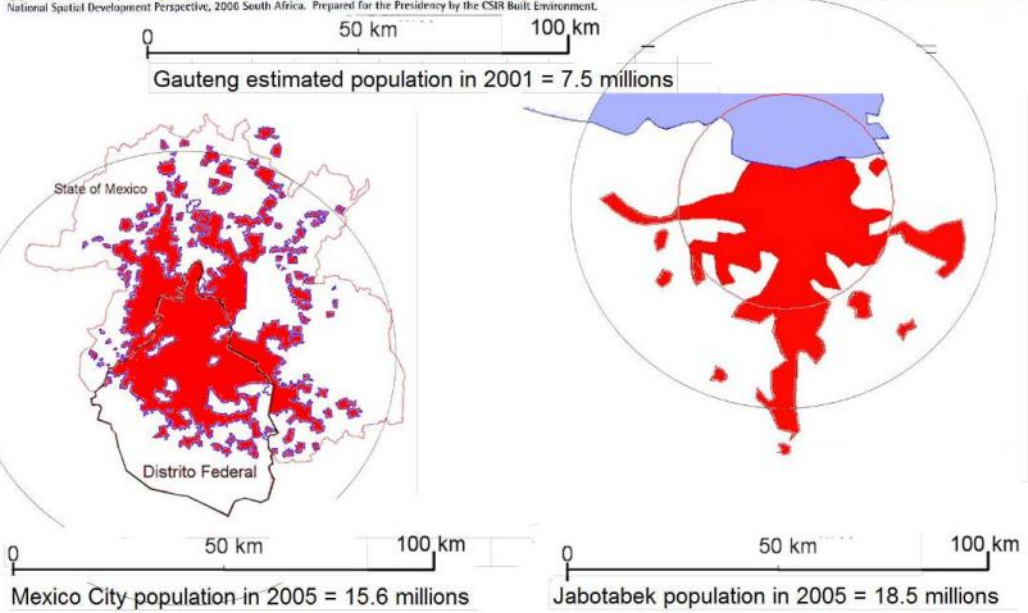 National Spatial Development Perspective, 2006 South Africa. Prepared for the Presidency by the CSIR Built Environment.
0 50 km 100 km
Gauteng estimated population in 2001 = 7.5 millions
State of Mexico
Distrito Federal
0 50 km 100 km
Mexico City population in 2005 = 15.6 millions
0 50 km 100 km
Jabotabek population in 2005 = 18.5 millions